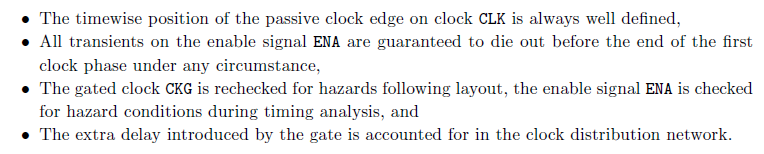 • The timewise position of the passive clock edge on clock CLK is always well defined,
• All transients on the enable signal ENA are guaranteed to die out before the end of the first
clock phase under any circumstance,
• The gated clock CKG is rechecked for hazards following layout, the enable signal ENA is checked
for hazard conditions during timing analysis, and
• The extra delay introduced by the gate is accounted for in the clock distribution network.